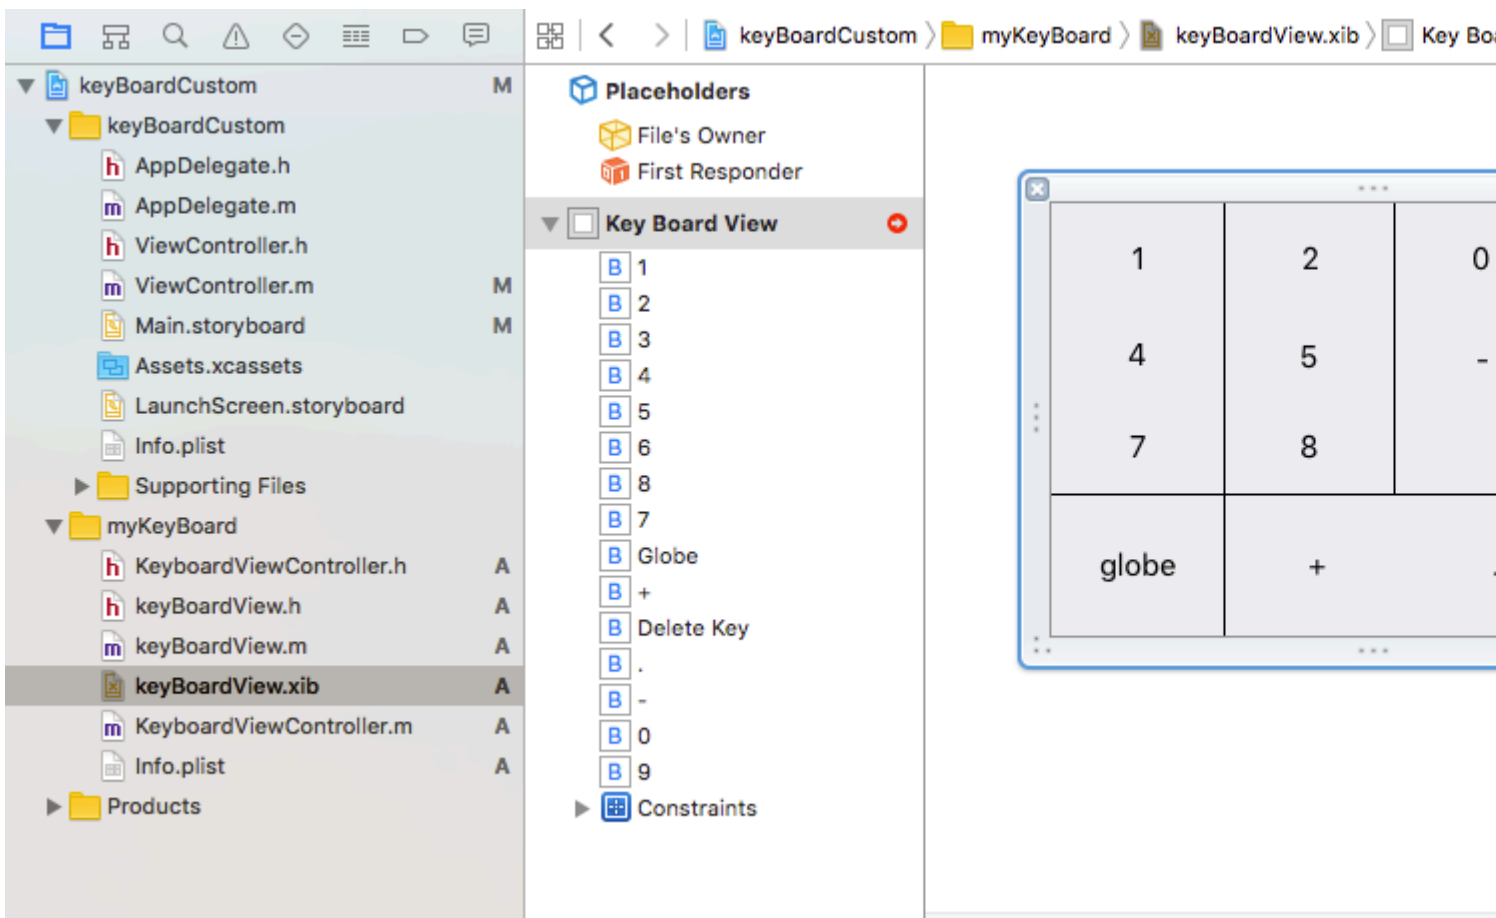 keyBoardCustom myKeyBoard keyBoardView.xib Key Boa
keyBoardCustom M
keyBoardCustom
h AppDelegate.h
m AppDelegate.m
h ViewController.h
m ViewController.m M
Main.storyboard M
Assets.xcassets
LaunchScreen.storyboard
Info.plist
Supporting Files
myKeyBoard
h KeyboardViewController.h A
h keyBoardView.h A
m keyBoardView.m A
keyBoardView.xib A
m KeyboardViewController.m A
Info.plist A
Products
Placeholders
File's Owner
First Responder
Key Board View
B 1
B 2
B 3
B 4
B 5
B 6
B 8
B 7
B Globe
B +
B Delete Key
B .
B -
B 0
B 9
Constraints
1 2 0
4 5 -
7 8
globe + .